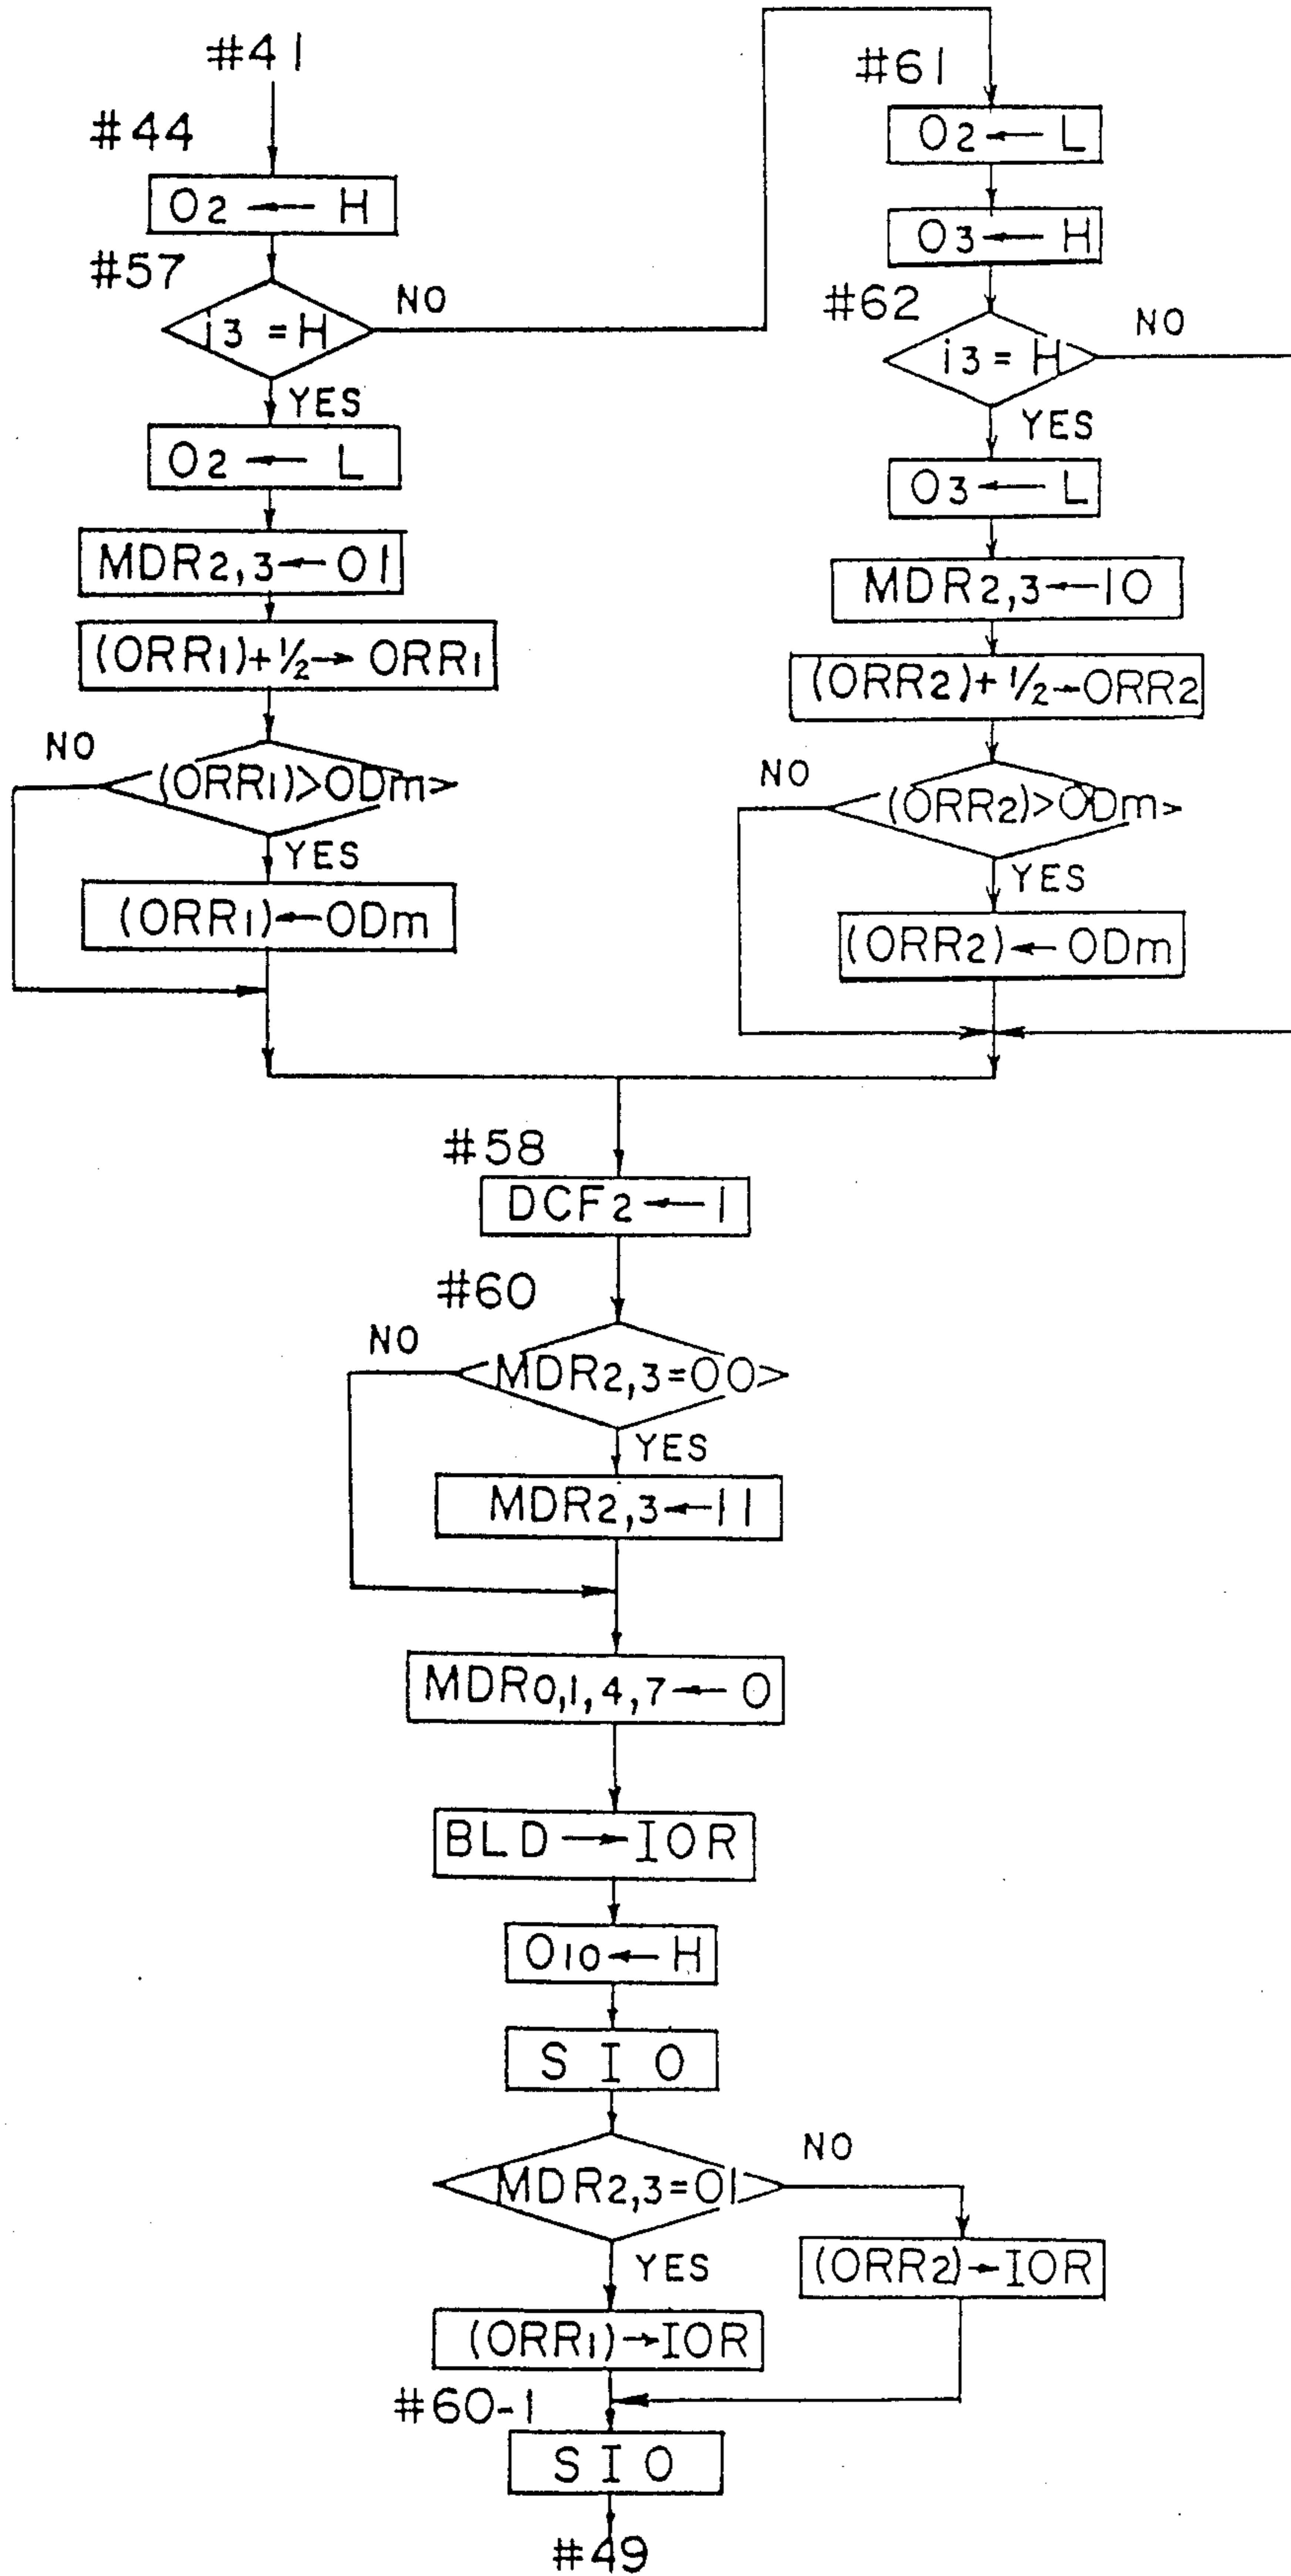 #41
#44
O2 ← H
#57
i3 = H
NO
YES
O2 ← L
MDR2,3 ← 01
(ORR1)+½→ ORR1
NO
(ORR1)>ODm
YES
(ORR1)←ODm
#61
O2 ← L
O3 ← H
#62
i3 = H
NO
YES
O3 ← L
MDR2,3←10
(ORR2)+½→ORR2
NO
(ORR2)>ODm
YES
(ORR2) ← ODm
#58
DCF2 ← 1
#60
NO
MDR2,3=00
YES
MDR2,3←11
MDR0,1,4,7 ← 0
BLD → IOR
O10 ← H
S I O
MDR2,3=01
NO
YES
(ORR2)→IOR
(ORR1)→IOR
#60-1
S I O
#49